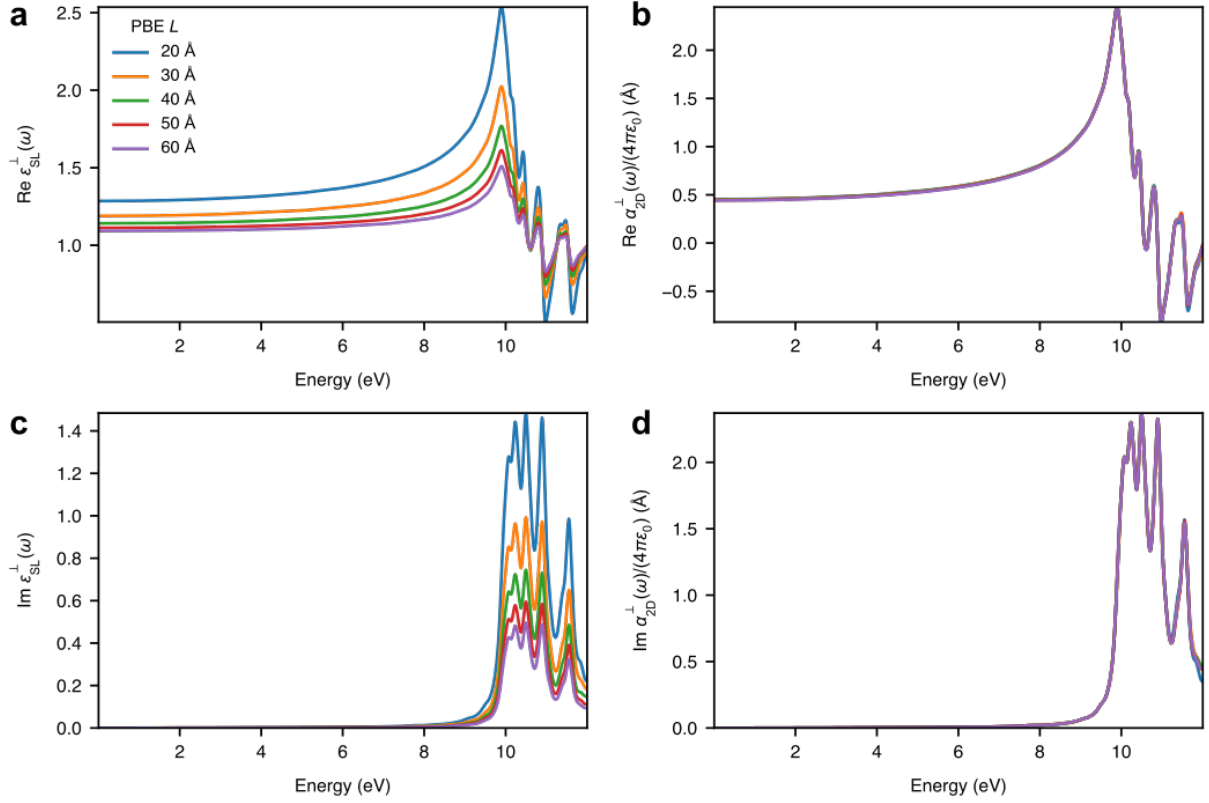 a
PBE L
20 Å
30 Å
40 Å
50 Å
60 Å
Re ε⊥SL(ω)
2.5
2.0
1.5
1.0
2
4
6
8
10
Energy (eV)
b
Re α⊥2D(ω)/(4πε0) (Å)
2.0
1.5
1.0
0.5
0.0
−0.5
2
4
6
8
10
Energy (eV)
c
Im ε⊥SL(ω)
1.4
1.2
1.0
0.8
0.6
0.4
0.2
0.0
2
4
6
8
10
Energy (eV)
d
Im α⊥2D(ω)/(4πε0) (Å)
2.0
1.5
1.0
0.5
0.0
2
4
6
8
10
Energy (eV)